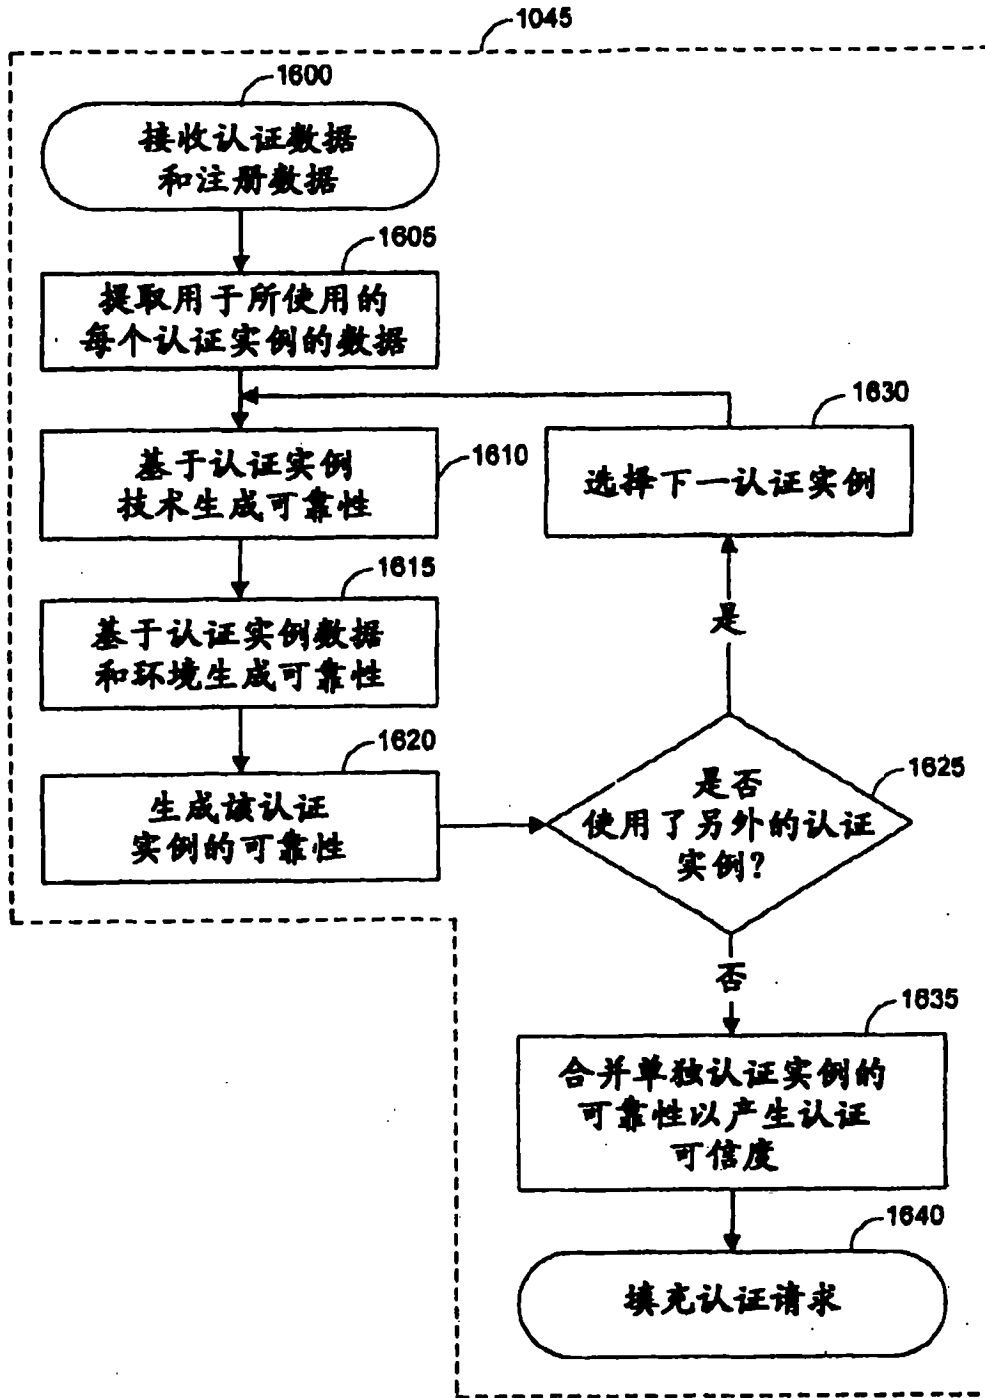 1045
1600
接收认证数据
和注册数据
1605
提取用于所使用的
每个认证实例的数据
1610
基于认证实例
技术生成可靠性
1615
基于认证实例数据
和环境生成可靠性
1620
生成该认证
实例的可靠性
1625
是否
使用了另外的认证
实例?
是
1630
选择下一认证实例
否
1635
合并单独认证实例的
可靠性以产生认证
可信度
1640
填充认证请求